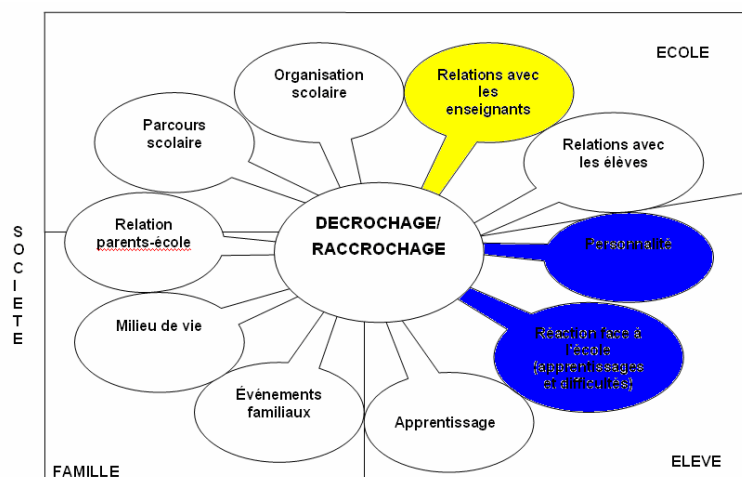 ECOLE
Organisation
scolaire
Relations avec
les
enseignants
Parcours
scolaire
Relations avec
les élèves
DECROCHAGE/
RACCROCHAGE
Relation
parents-école
Personnalité
SOCIETE
Milieu de vie
Réaction face à
l'école
(apprentissages
et difficultés)
Événements
familiaux
Apprentissage
FAMILLE
ELEVE